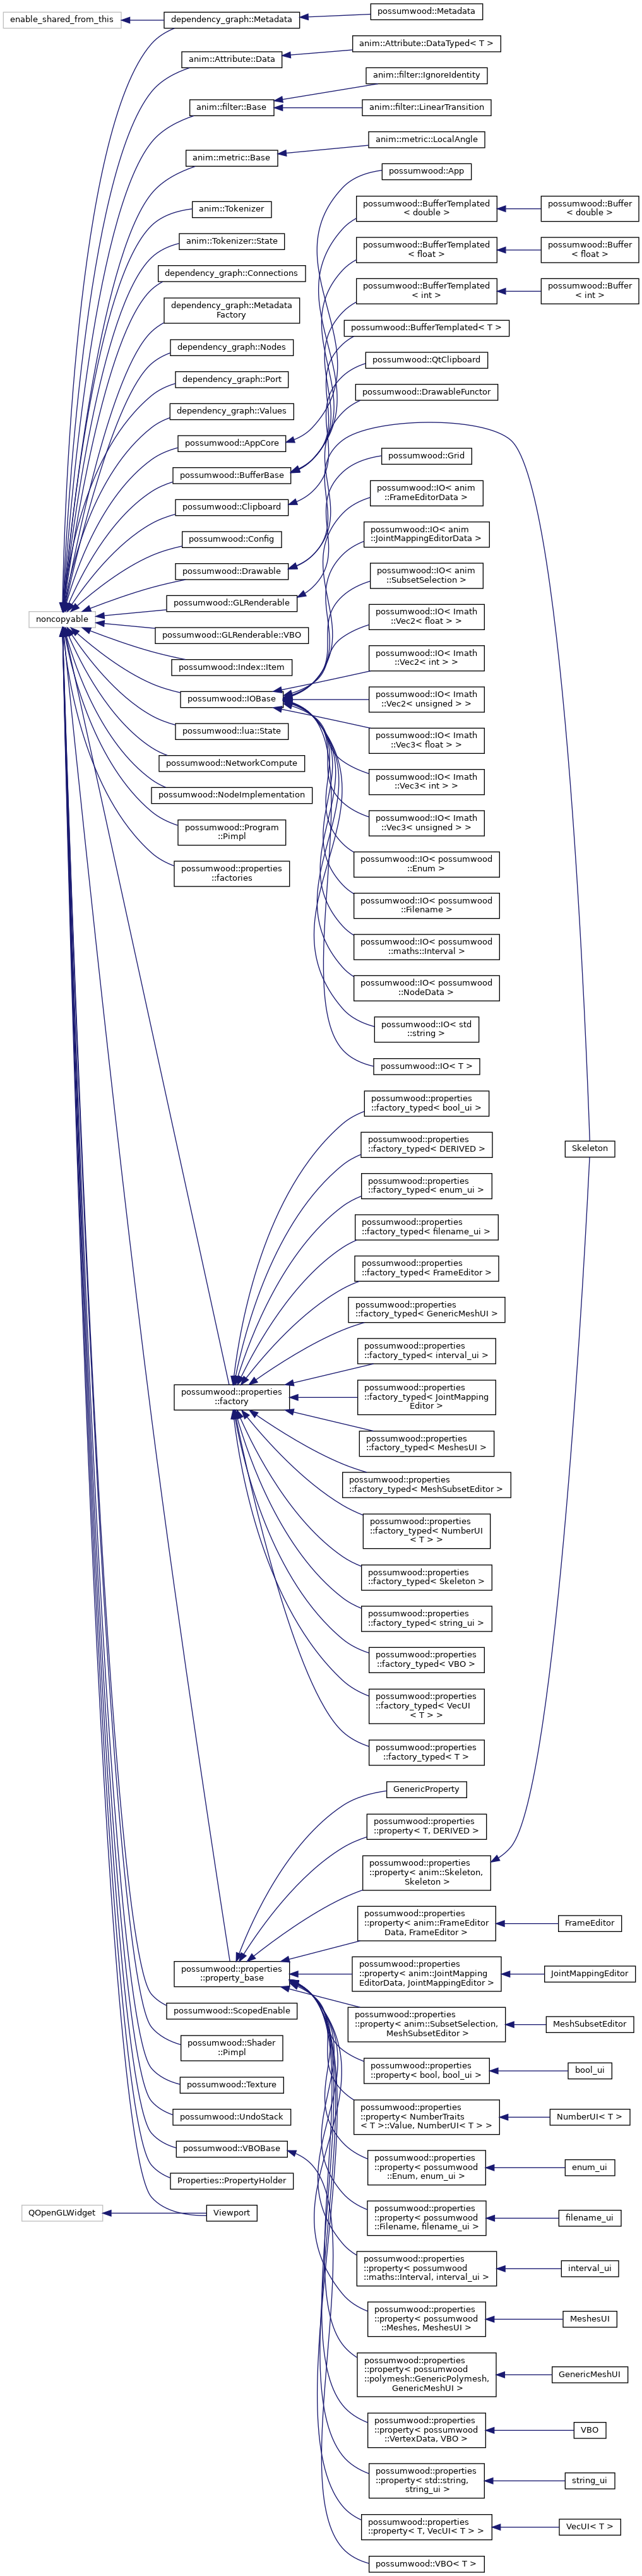 enable_shared_from_this
dependency_graph::Metadata
possumwood::Metadata
anim::Attribute::Data
anim::Attribute::DataTyped< T >
anim::filter::Base
anim::filter::IgnoreIdentity
anim::filter::LinearTransition
anim::metric::Base
anim::metric::LocalAngle
anim::Tokenizer
anim::Tokenizer::State
dependency_graph::Connections
dependency_graph::Metadata
Factory
dependency_graph::Nodes
dependency_graph::Port
dependency_graph::Values
possumwood::AppCore
possumwood::BufferBase
possumwood::Clipboard
possumwood::Config
possumwood::Drawable
possumwood::GLRenderable
noncopyable
possumwood::GLRenderable::VBO
possumwood::Index::Item
possumwood::IOBase
possumwood::lua::State
possumwood::NetworkCompute
possumwood::NodeImplementation
possumwood::Program
::Pimpl
possumwood::properties
::factories
possumwood::App
possumwood::BufferTemplated
< double >
possumwood::Buffer
< double >
possumwood::BufferTemplated
< float >
possumwood::Buffer
< float >
possumwood::BufferTemplated
< int >
possumwood::Buffer
< int >
possumwood::BufferTemplated< T >
possumwood::QtClipboard
possumwood::DrawableFunctor
possumwood::Grid
possumwood::IO< anim
::FrameEditorData >
possumwood::IO< anim
::JointMappingEditorData >
possumwood::IO< anim
::SubsetSelection >
possumwood::IO< Imath
::Vec2< float > >
possumwood::IO< Imath
::Vec2< int > >
possumwood::IO< Imath
::Vec2< unsigned > >
possumwood::IO< Imath
::Vec3< float > >
possumwood::IO< Imath
::Vec3< int > >
possumwood::IO< Imath
::Vec3< unsigned > >
possumwood::IO< possumwood
::Enum >
possumwood::IO< possumwood
::Filename >
possumwood::IO< possumwood
::maths::Interval >
possumwood::IO< possumwood
::NodeData >
possumwood::IO< std
::string >
possumwood::IO< T >
possumwood::properties
::factory_typed< bool_ui >
possumwood::properties
::factory_typed< DERIVED >
Skeleton
possumwood::properties
::factory_typed< enum_ui >
possumwood::properties
::factory_typed< filename_ui >
possumwood::properties
::factory_typed< FrameEditor >
possumwood::properties
::factory_typed< GenericMeshUI >
possumwood::properties
::factory_typed< interval_ui >
possumwood::properties
::factory
possumwood::properties
::factory_typed< JointMapping
Editor >
possumwood::properties
::factory_typed< MeshesUI >
possumwood::properties
::factory_typed< MeshSubsetEditor >
possumwood::properties
::factory_typed< NumberUI
< T > >
possumwood::properties
::factory_typed< Skeleton >
possumwood::properties
::factory_typed< string_ui >
possumwood::properties
::factory_typed< VBO >
possumwood::properties
::factory_typed< VecUI
< T > >
possumwood::properties
::factory_typed< T >
GenericProperty
possumwood::properties
::property< T, DERIVED >
possumwood::properties
::property< anim::Skeleton,
Skeleton >
possumwood::properties
::property< anim::FrameEditor
Data, FrameEditor >
FrameEditor
possumwood::properties
::property_base
possumwood::properties
::property< anim::JointMapping
EditorData, JointMappingEditor >
JointMappingEditor
possumwood::ScopedEnable
possumwood::properties
::property< anim::SubsetSelection,
MeshSubsetEditor >
MeshSubsetEditor
possumwood::Shader
::Pimpl
possumwood::properties
::property< bool, bool_ui >
bool_ui
possumwood::Texture
possumwood::UndoStack
possumwood::properties
::property< NumberTraits
< T >::Value, NumberUI< T > >
NumberUI< T >
possumwood::VBOBase
possumwood::properties
::property< possumwood
::Enum, enum_ui >
enum_ui
Properties::PropertyHolder
QOpenGLWidget
Viewport
possumwood::properties
::property< possumwood
::Filename, filename_ui >
filename_ui
possumwood::properties
::property< possumwood
::maths::Interval, interval_ui >
interval_ui
possumwood::properties
::property< possumwood
::Meshes, MeshesUI >
MeshesUI
possumwood::properties
::property< possumwood
::polymesh::GenericPolymesh,
GenericMeshUI >
GenericMeshUI
possumwood::properties
::property< possumwood
::VertexData, VBO >
VBO
possumwood::properties
::property< std::string,
string_ui >
string_ui
possumwood::properties
::property< T, VecUI< T > >
VecUI< T >
possumwood::VBO< T >